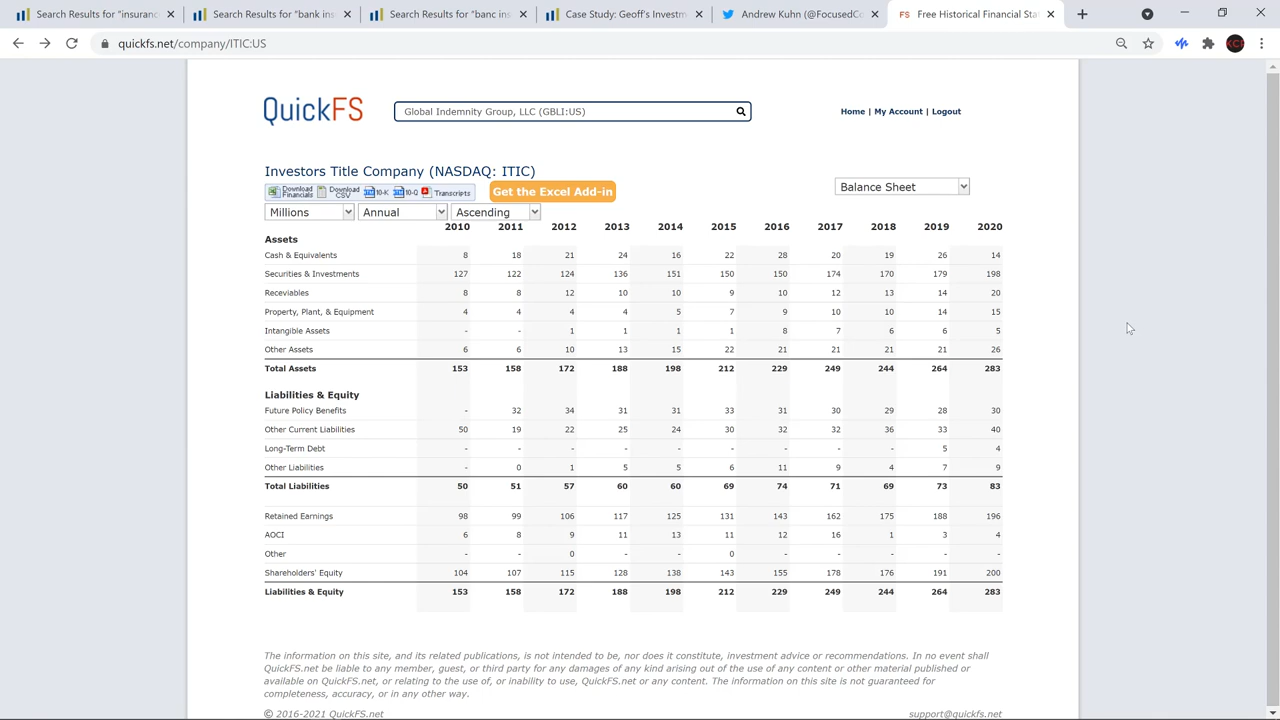 Search Results for "insuranc
Search Results for "bank ins
Search Results for "banc ins
Case Study: Geoff's Investm
Andrew Kuhn (@FocusedCo
FS Free Historical Financial Sta
quickfs.net/company/ITIC:US
QuickFS Global Indemnity Group, LLC (GBLI:US) Home | My Account | Logout
Investors Title Company (NASDAQ: ITIC)
Download Financials Download CSV 10-K 10-Q Transcripts Get the Excel Add-in Balance Sheet
Millions Annual Ascending
2010 2011 2012 2013 2014 2015 2016 2017 2018 2019 2020
Assets
Cash & Equivalents 8 18 21 24 16 22 28 20 19 26 14
Securities & Investments 127 122 124 136 151 150 150 174 170 179 198
Receviables 8 8 12 10 10 9 10 12 13 14 20
Property, Plant, & Equipment 4 4 4 4 5 7 9 10 10 14 15
Intangible Assets - - 1 1 1 1 8 7 6 6 5
Other Assets 6 6 10 13 15 22 21 21 21 21 26
Total Assets 153 158 172 188 198 212 229 249 244 264 283
Liabilities & Equity
Future Policy Benefits - 32 34 31 31 33 31 30 29 28 30
Other Current Liabilities 50 19 22 25 24 30 32 32 36 33 40
Long-Term Debt - - - - - - - - - 5 4
Other Liabilities - 0 1 5 5 6 11 9 4 7 9
Total Liabilities 50 51 57 60 60 69 74 71 69 73 83
Retained Earnings 98 99 106 117 125 131 143 162 175 188 196
AOCI 6 8 9 11 13 11 12 16 1 3 4
Other - - 0 - - 0 - - - - -
Shareholders' Equity 104 107 115 128 138 143 155 178 176 191 200
Liabilities & Equity 153 158 172 188 198 212 229 249 244 264 283
The information on this site, and its related publications, is not intended to be, nor does it constitute, investment advice or recommendations. In no event shall
QuickFS.net be liable to any member, guest, or third party for any damages of any kind arising out of the use of any content or other material published or
available on QuickFS.net, or relating to the use of, or inability to use, QuickFS.net or any content. The information on this site is not guaranteed for
completeness, accuracy, or in any other way.
© 2016-2021 QuickFS.net support@quickfs.net